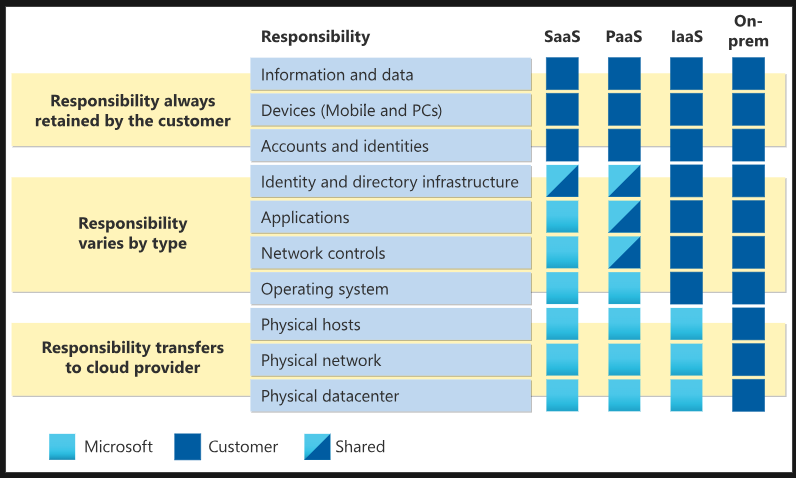 Responsibility SaaS PaaS IaaS On-
prem
Information and data
Responsibility always
retained by the customer
Devices (Mobile and PCs)
Accounts and identities
Identity and directory infrastructure
Responsibility
varies by type
Applications
Network controls
Operating system
Physical hosts
Responsibility transfers
to cloud provider
Physical network
Physical datacenter
Microsoft Customer Shared